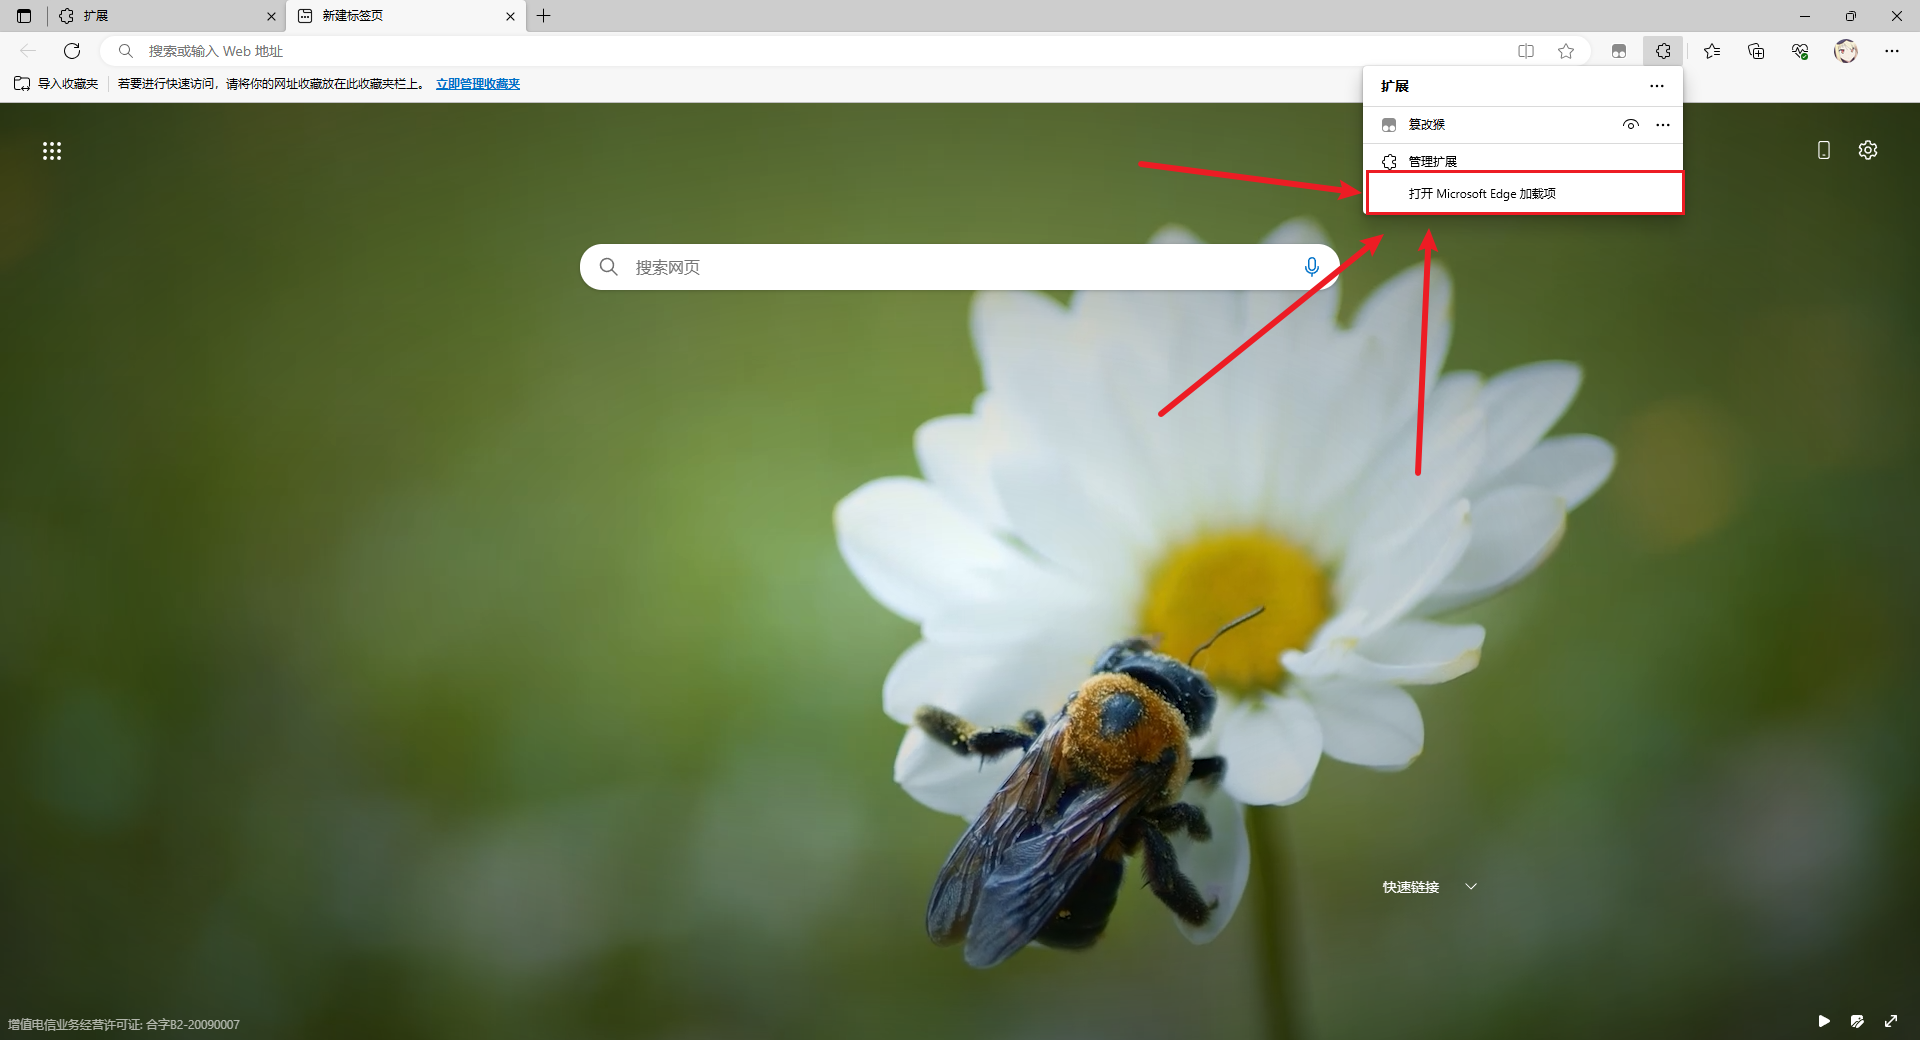 扩展
新建标签页
搜索或输入 Web 地址
导入收藏夹
若要进行快速访问，请将你的网址收藏放在此收藏夹栏上。 立即管理收藏夹
扩展
篡改猴
管理扩展
打开 Microsoft Edge 加载项
搜索网页
快速链接
增值电信业务经营许可证: 合字B2-20090007